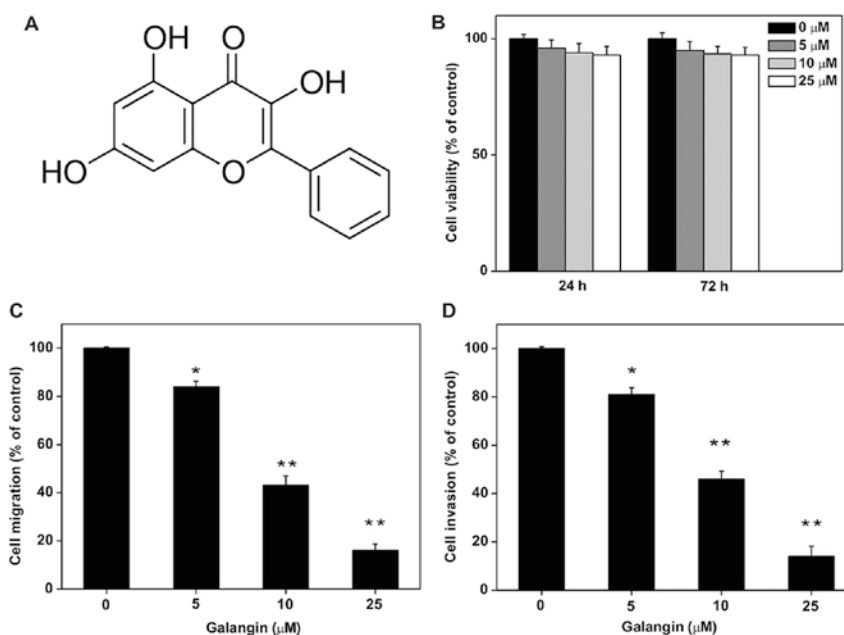 A
OH
O
OH
HO
O
B
Cell viability (% of control)
100
50
0
24 h
72 h
0 μM
5 μM
10 μM
25 μM
C
Cell migration (% of control)
100
80
60
40
20
0
*
**
**
0 5 10 25
Galangin (μM)
D
Cell invasion (% of control)
100
80
60
40
20
0
*
**
**
0 5 10 25
Galangin (μM)